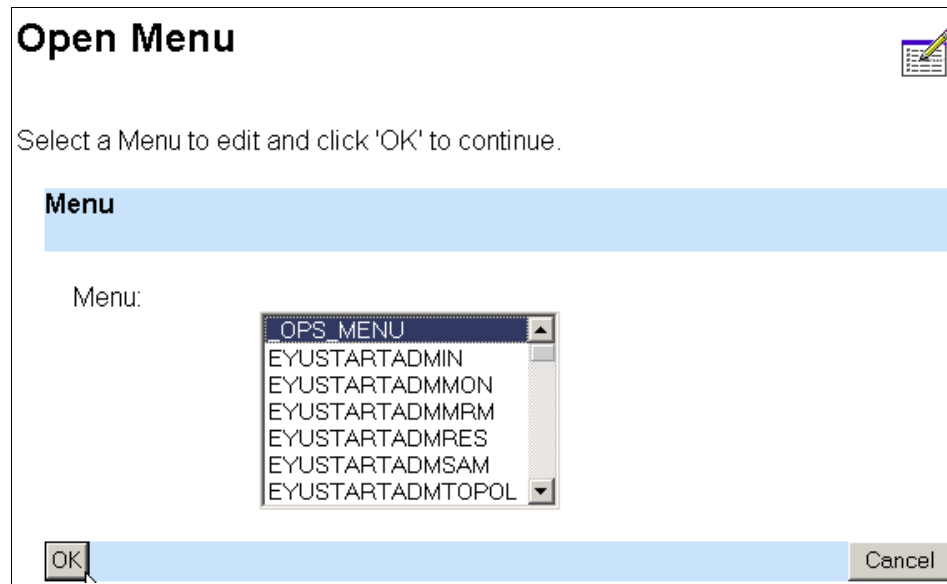 Open Menu
Select a Menu to edit and click 'OK' to continue.
Menu
Menu:
_OPS_MENU
EYUSTARTADMIN
EYUSTARTADMMON
EYUSTARTADMMRM
EYUSTARTADMRES
EYUSTARTADMSAM
EYUSTARTADMTOPOL
OK
Cancel